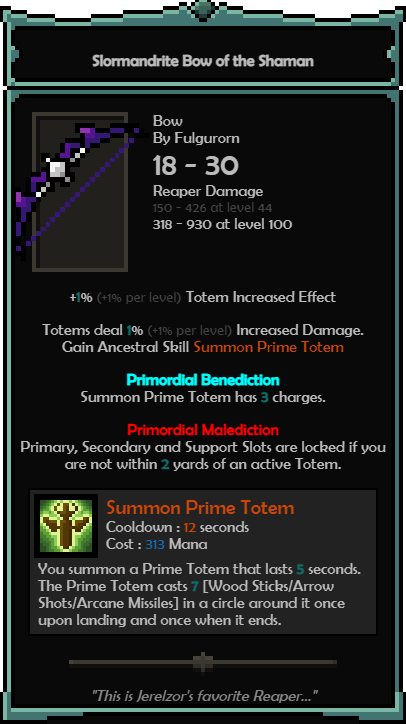 Slormandrite Bow of the Shaman
Bow
By Fulgurorn
18 - 30
Reaper Damage
150 - 426 at level 44
318 - 930 at level 100
+1% (+1% per level) Totem Increased Effect
Totems deal 1% (+1% per level) Increased Damage.
Gain Ancestral Skill Summon Prime Totem
Primordial Benediction
Summon Prime Totem has 3 charges.
Primordial Malediction
Primary, Secondary and Support Slots are locked if you
are not within 2 yards of an active Totem.
Summon Prime Totem
Cooldown : 12 seconds
Cost : 313 Mana
You summon a Prime Totem that lasts 5 seconds.
The Prime Totem casts 7 [Wood Sticks/Arrow
Shots/Arcane Missiles] in a circle around it once
upon landing and once when it ends.
"This is Jerelzor's favorite Reaper..."